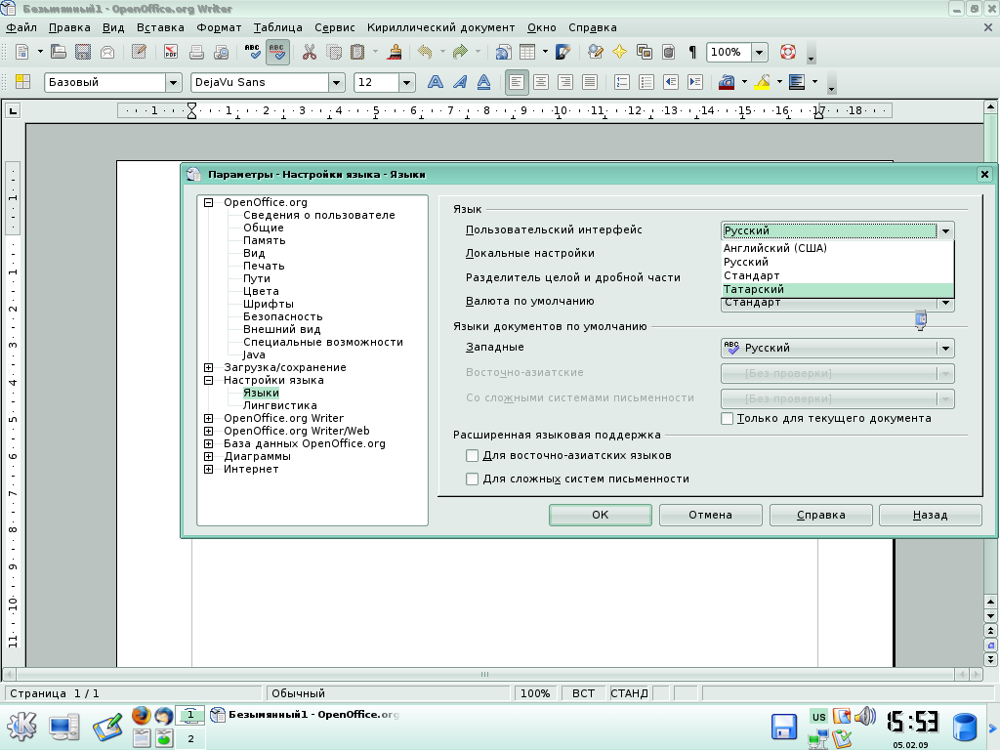 Безымянный1 - OpenOffice.org Writer
Файл Правка Вид Вставка Формат Таблица Сервис Кириллический документ Окно Справка
100%
Базовый DejaVu Sans 12
1 1 2 3 4 5 6 7 8 9 10 11 12 13 14 15 16 17 18
Параметры - Настройки языка - Языки
OpenOffice.org
Сведения о пользователе
Общие
Память
Вид
Печать
Пути
Цвета
Шрифты
Безопасность
Внешний вид
Специальные возможности
Java
Загрузка/сохранение
Настройки языка
Языки
Лингвистика
OpenOffice.org Writer
OpenOffice.org Writer/Web
База данных OpenOffice.org
Диаграммы
Интернет
Язык
Пользовательский интерфейс Русский
Английский (США)
Русский
Стандарт
Татарский
Локальные настройки
Разделитель целой и дробной части
Валюта по умолчанию Стандарт
Языки документов по умолчанию
Западные Русский
Восточно-азиатские [Без проверки]
Со сложными системами письменности [Без проверки]
Только для текущего документа
Расширенная языковая поддержка
Для восточно-азиатских языков
Для сложных систем письменности
OK Отмена Справка Назад
1 1 2 3 4 5 6 7 8 9 10 11
Страница 1 / 1 Обычный 100% ВСТ СТАНД
1 Безымянный1 - OpenOffice.org
2
US
15:53
05.02.09